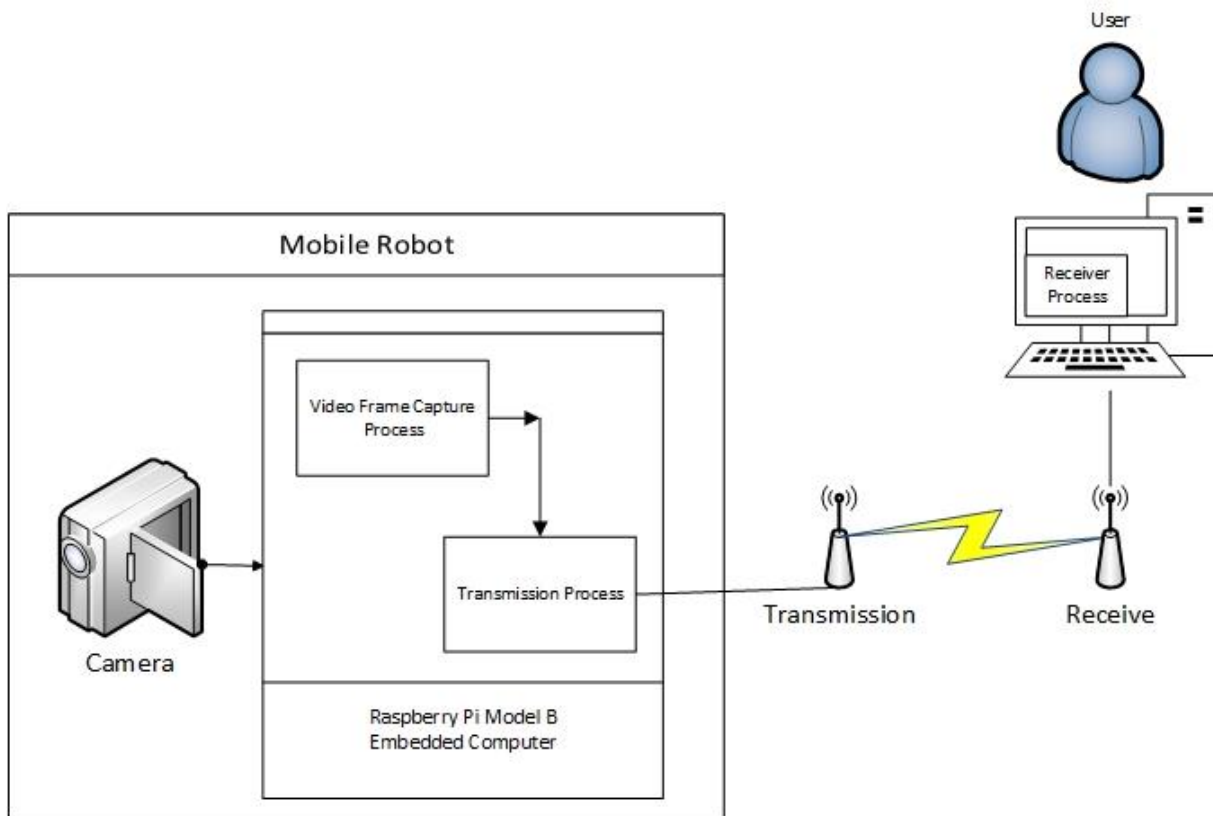 User
Mobile Robot
Receiver
Process
Video Frame Capture
Process
Transmission Process
Transmission
Receive
Camera
Raspberry Pi Model B
Embedded Computer